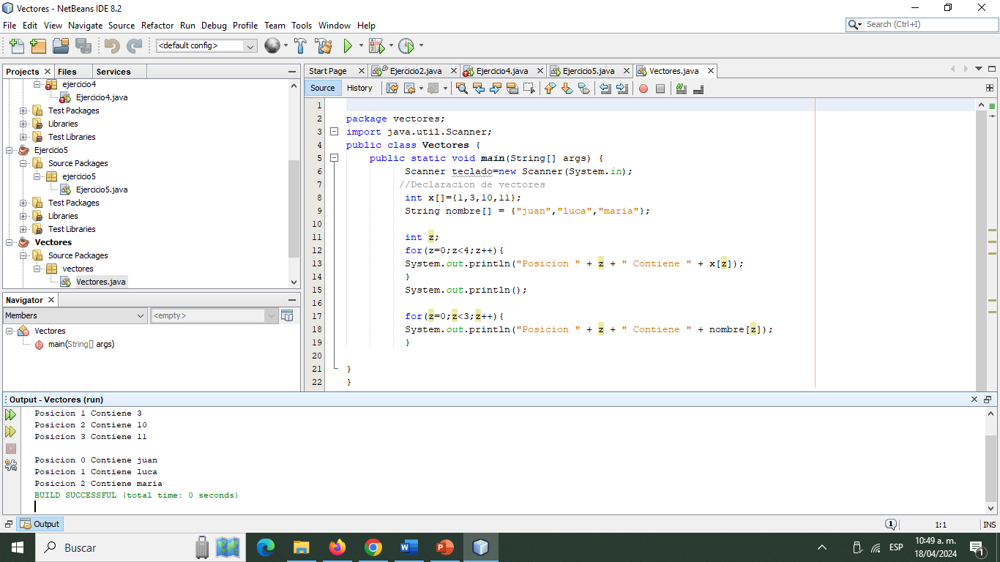 Vectores - NetBeans IDE 8.2
File Edit View Navigate Source Refactor Run Debug Profile Team Tools Window Help
Search (Ctrl+I)
<default config>
Projects Files Services
ejercicio4
Ejercicio4.java
Test Packages
Libraries
Test Libraries
Ejercicio5
Source Packages
ejercicio5
Ejercicio5.java
Test Packages
Libraries
Test Libraries
Vectores
Source Packages
vectores
Vectores.java
Navigator
Members <empty>
Vectores
main(String[] args)
Start Page Ejercicio2.java Ejercicio4.java Ejercicio5.java Vectores.java
Source History
1
2 package vectores;
3 import java.util.Scanner;
4 public class Vectores {
5 public static void main(String[] args) {
6 Scanner teclado=new Scanner(System.in);
7 //Declaracion de vectores
8 int x[]={1,3,10,11};
9 String nombre[] = {"juan","luca","maria"};
10
11 int z;
12 for(z=0;z<4;z++){
13 System.out.println("Posicion " + z + " Contiene " + x[z]);
14 }
15 System.out.println();
16
17 for(z=0;z<3;z++){
18 System.out.println("Posicion " + z + " Contiene " + nombre[z]);
19 }
20
21 }
22 }
Output - Vectores (run)
Posicion 1 Contiene 3
Posicion 2 Contiene 10
Posicion 3 Contiene 11
Posicion 0 Contiene juan
Posicion 1 Contiene luca
Posicion 2 Contiene maria
BUILD SUCCESSFUL (total time: 0 seconds)
Output
1
1:1 INS
Buscar
ESP
10:49 a. m.
18/04/2024
1